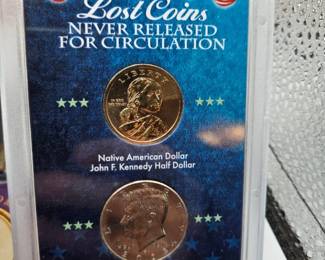 Lost Coins
NEVER RELEASED
FOR CIRCULATION
LIBERTY
Native American Dollar
John F. Kennedy Half Dollar